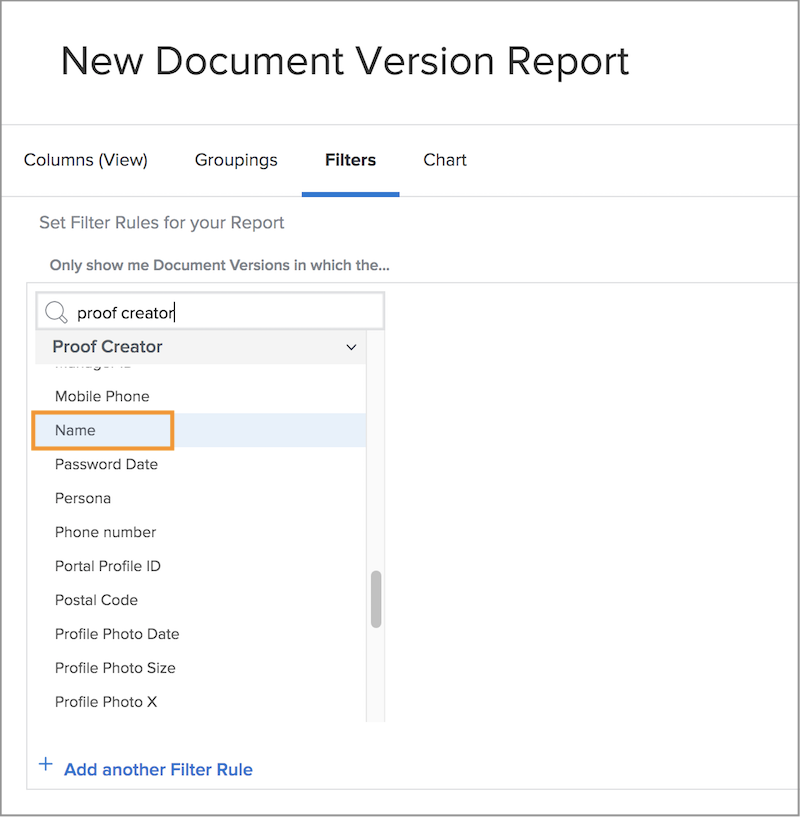 New Document Version Report
Columns (View) Groupings Filters Chart
Set Filter Rules for your Report
Only show me Document Versions in which the...
proof creator
Proof Creator
Mobile Phone
Name
Password Date
Persona
Phone number
Portal Profile ID
Postal Code
Profile Photo Date
Profile Photo Size
Profile Photo X
+ Add another Filter Rule